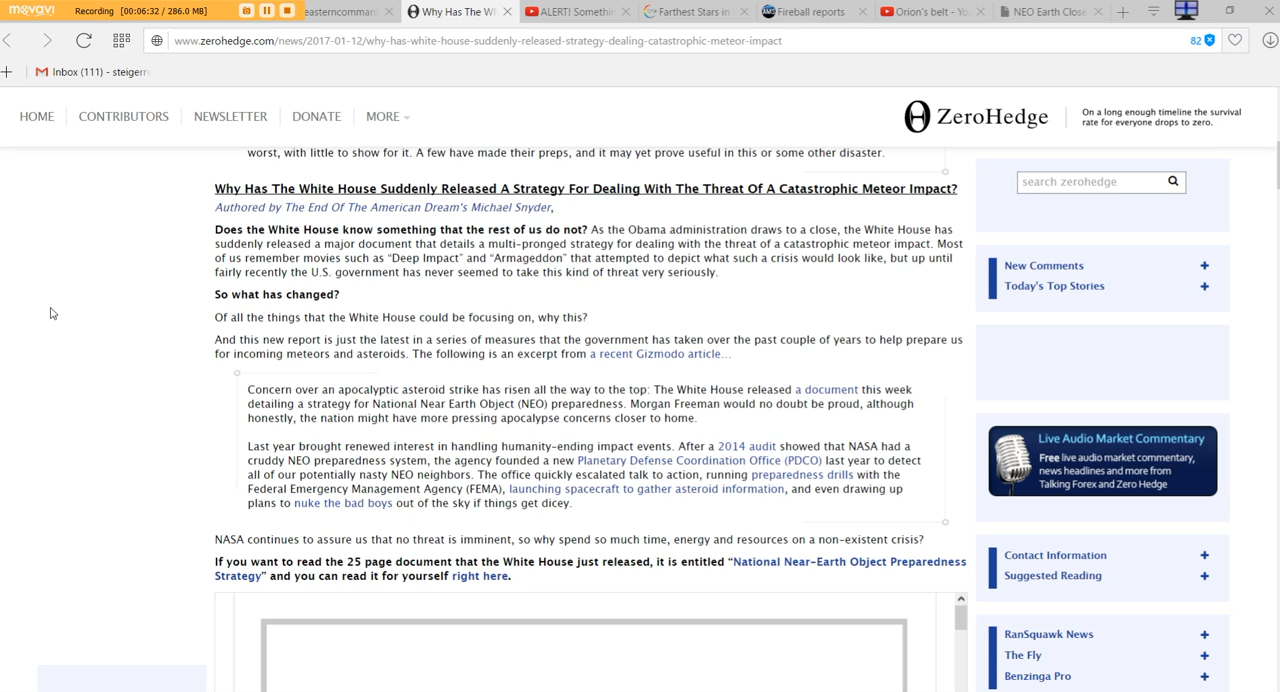 movavi Recording [00:06:32 / 286.0 MB]
easterncomman
Why Has The Wh
ALERT! Somethin
Farthest Stars in
Fireball reports
Orion's belt - Yo
NEO Earth Close
www.zerohedge.com/news/2017-01-12/why-has-white-house-suddenly-released-strategy-dealing-catastrophic-meteor-impact
82
Inbox (111) - steigern
HOME CONTRIBUTORS NEWSLETTER DONATE MORE
ZeroHedge
On a long enough timeline the survival
rate for everyone drops to zero.
worst, with little to show for it. A few have made their preps, and it may yet prove useful in this or some other disaster.
Why Has The White House Suddenly Released A Strategy For Dealing With The Threat Of A Catastrophic Meteor Impact?
Authored by The End Of The American Dream's Michael Snyder,
Does the White House know something that the rest of us do not? As the Obama administration draws to a close, the White House has
suddenly released a major document that details a multi-pronged strategy for dealing with the threat of a catastrophic meteor impact. Most
of us remember movies such as “Deep Impact” and “Armageddon” that attempted to depict what such a crisis would look like, but up until
fairly recently the U.S. government has never seemed to take this kind of threat very seriously.
So what has changed?
Of all the things that the White House could be focusing on, why this?
And this new report is just the latest in a series of measures that the government has taken over the past couple of years to help prepare us
for incoming meteors and asteroids. The following is an excerpt from a recent Gizmodo article…
Concern over an apocalyptic asteroid strike has risen all the way to the top: The White House released a document this week
detailing a strategy for National Near Earth Object (NEO) preparedness. Morgan Freeman would no doubt be proud, although
honestly, the nation might have more pressing apocalypse concerns closer to home.
Last year brought renewed interest in handling humanity-ending impact events. After a 2014 audit showed that NASA had a
cruddy NEO preparedness system, the agency founded a new Planetary Defense Coordination Office (PDCO) last year to detect
all of our potentially nasty NEO neighbors. The office quickly escalated talk to action, running preparedness drills with the
Federal Emergency Management Agency (FEMA), launching spacecraft to gather asteroid information, and even drawing up
plans to nuke the bad boys out of the sky if things get dicey.
NASA continues to assure us that no threat is imminent, so why spend so much time, energy and resources on a non-existent crisis?
If you want to read the 25 page document that the White House just released, it is entitled “National Near-Earth Object Preparedness
Strategy” and you can read it for yourself right here.
search zerohedge
New Comments +
Today's Top Stories +
Live Audio Market Commentary
Free live audio market commentary,
news headlines and more from
Talking Forex and Zero Hedge
Contact Information +
Suggested Reading +
RanSquawk News +
The Fly +
Benzinga Pro +